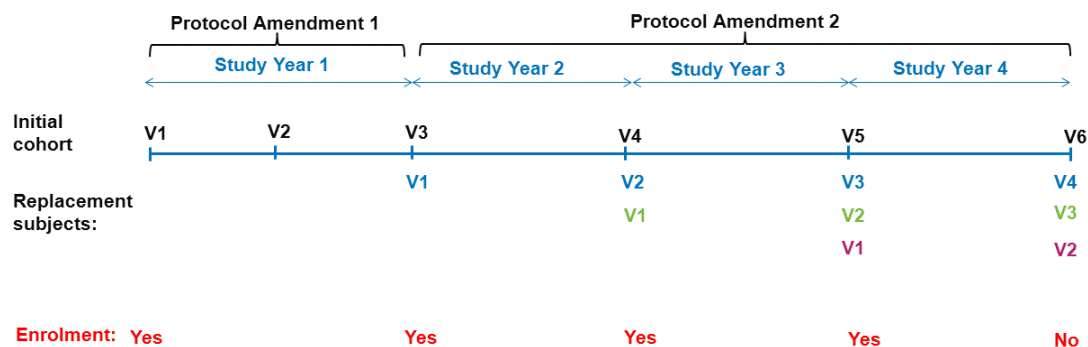 Protocol Amendment 1 Protocol Amendment 2
Study Year 1 Study Year 2 Study Year 3 Study Year 4
Initial
cohort
V1 V2 V3 V4 V5 V6
V1 V2 V3 V4
Replacement
subjects:
V1 V2 V3
V1 V2
Enrolment: Yes Yes Yes Yes No